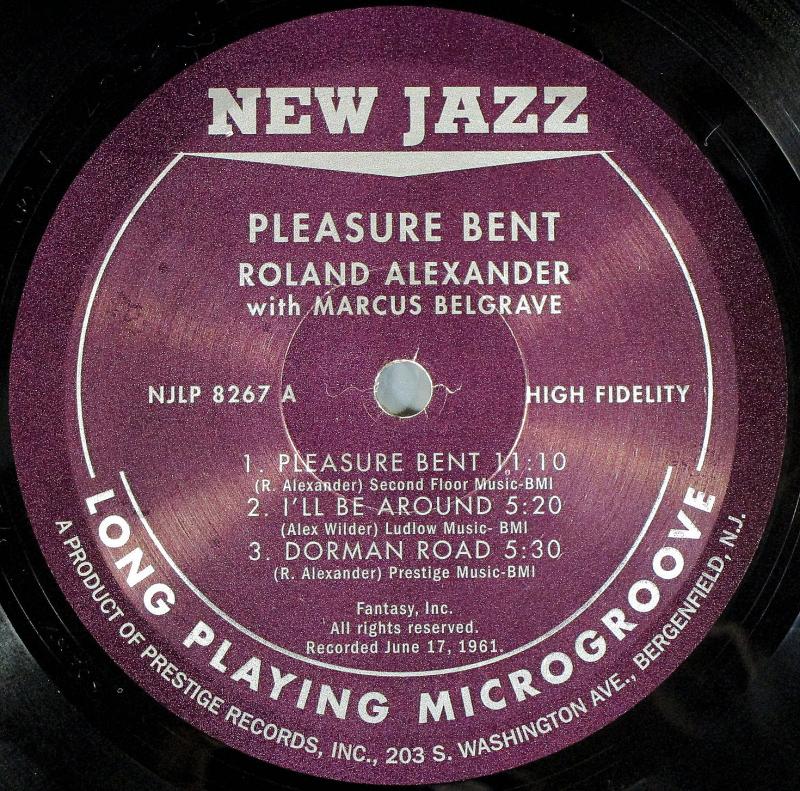 NEW JAZZ
PLEASURE BENT
ROLAND ALEXANDER
with MARCUS BELGRAVE
NJLP 8267 A
HIGH FIDELITY
1. PLEASURE BENT 11:10
(R. Alexander) Second Floor Music-BMI
2. I'LL BE AROUND 5:20
(Alex Wilder) Ludlow Music- BMI
3. DORMAN ROAD 5:30
(R. Alexander) Prestige Music-BMI
Fantasy, Inc.
All rights reserved.
Recorded June 17, 1961.
LONG PLAYING MICROGROOVE
A PRODUCT OF PRESTIGE RECORDS, INC., 203 S. WASHINGTON AVE., BERGENFIELD, N.J.